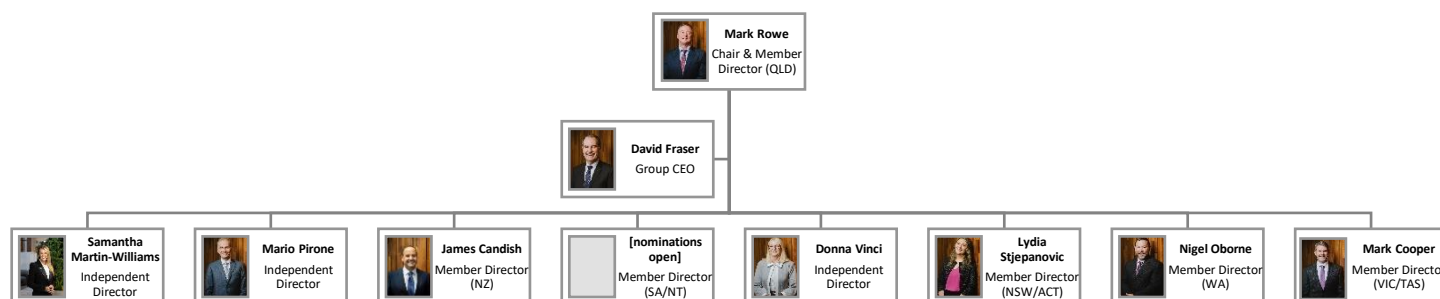 Mark Rowe
Chair & Member
Director (QLD)
David Fraser
Group CEO
Samantha
Martin-Williams
Independent
Director
Mario Pirone
Independent
Director
James Candish
Member Director
(NZ)
[nominations
open]
Member Director
(SA/NT)
Donna Vinci
Independent
Director
Lydia
Stjepanovic
Member Director
(NSW/ACT)
Nigel Oborne
Member Director
(WA)
Mark Cooper
Member Director
(VIC/TAS)